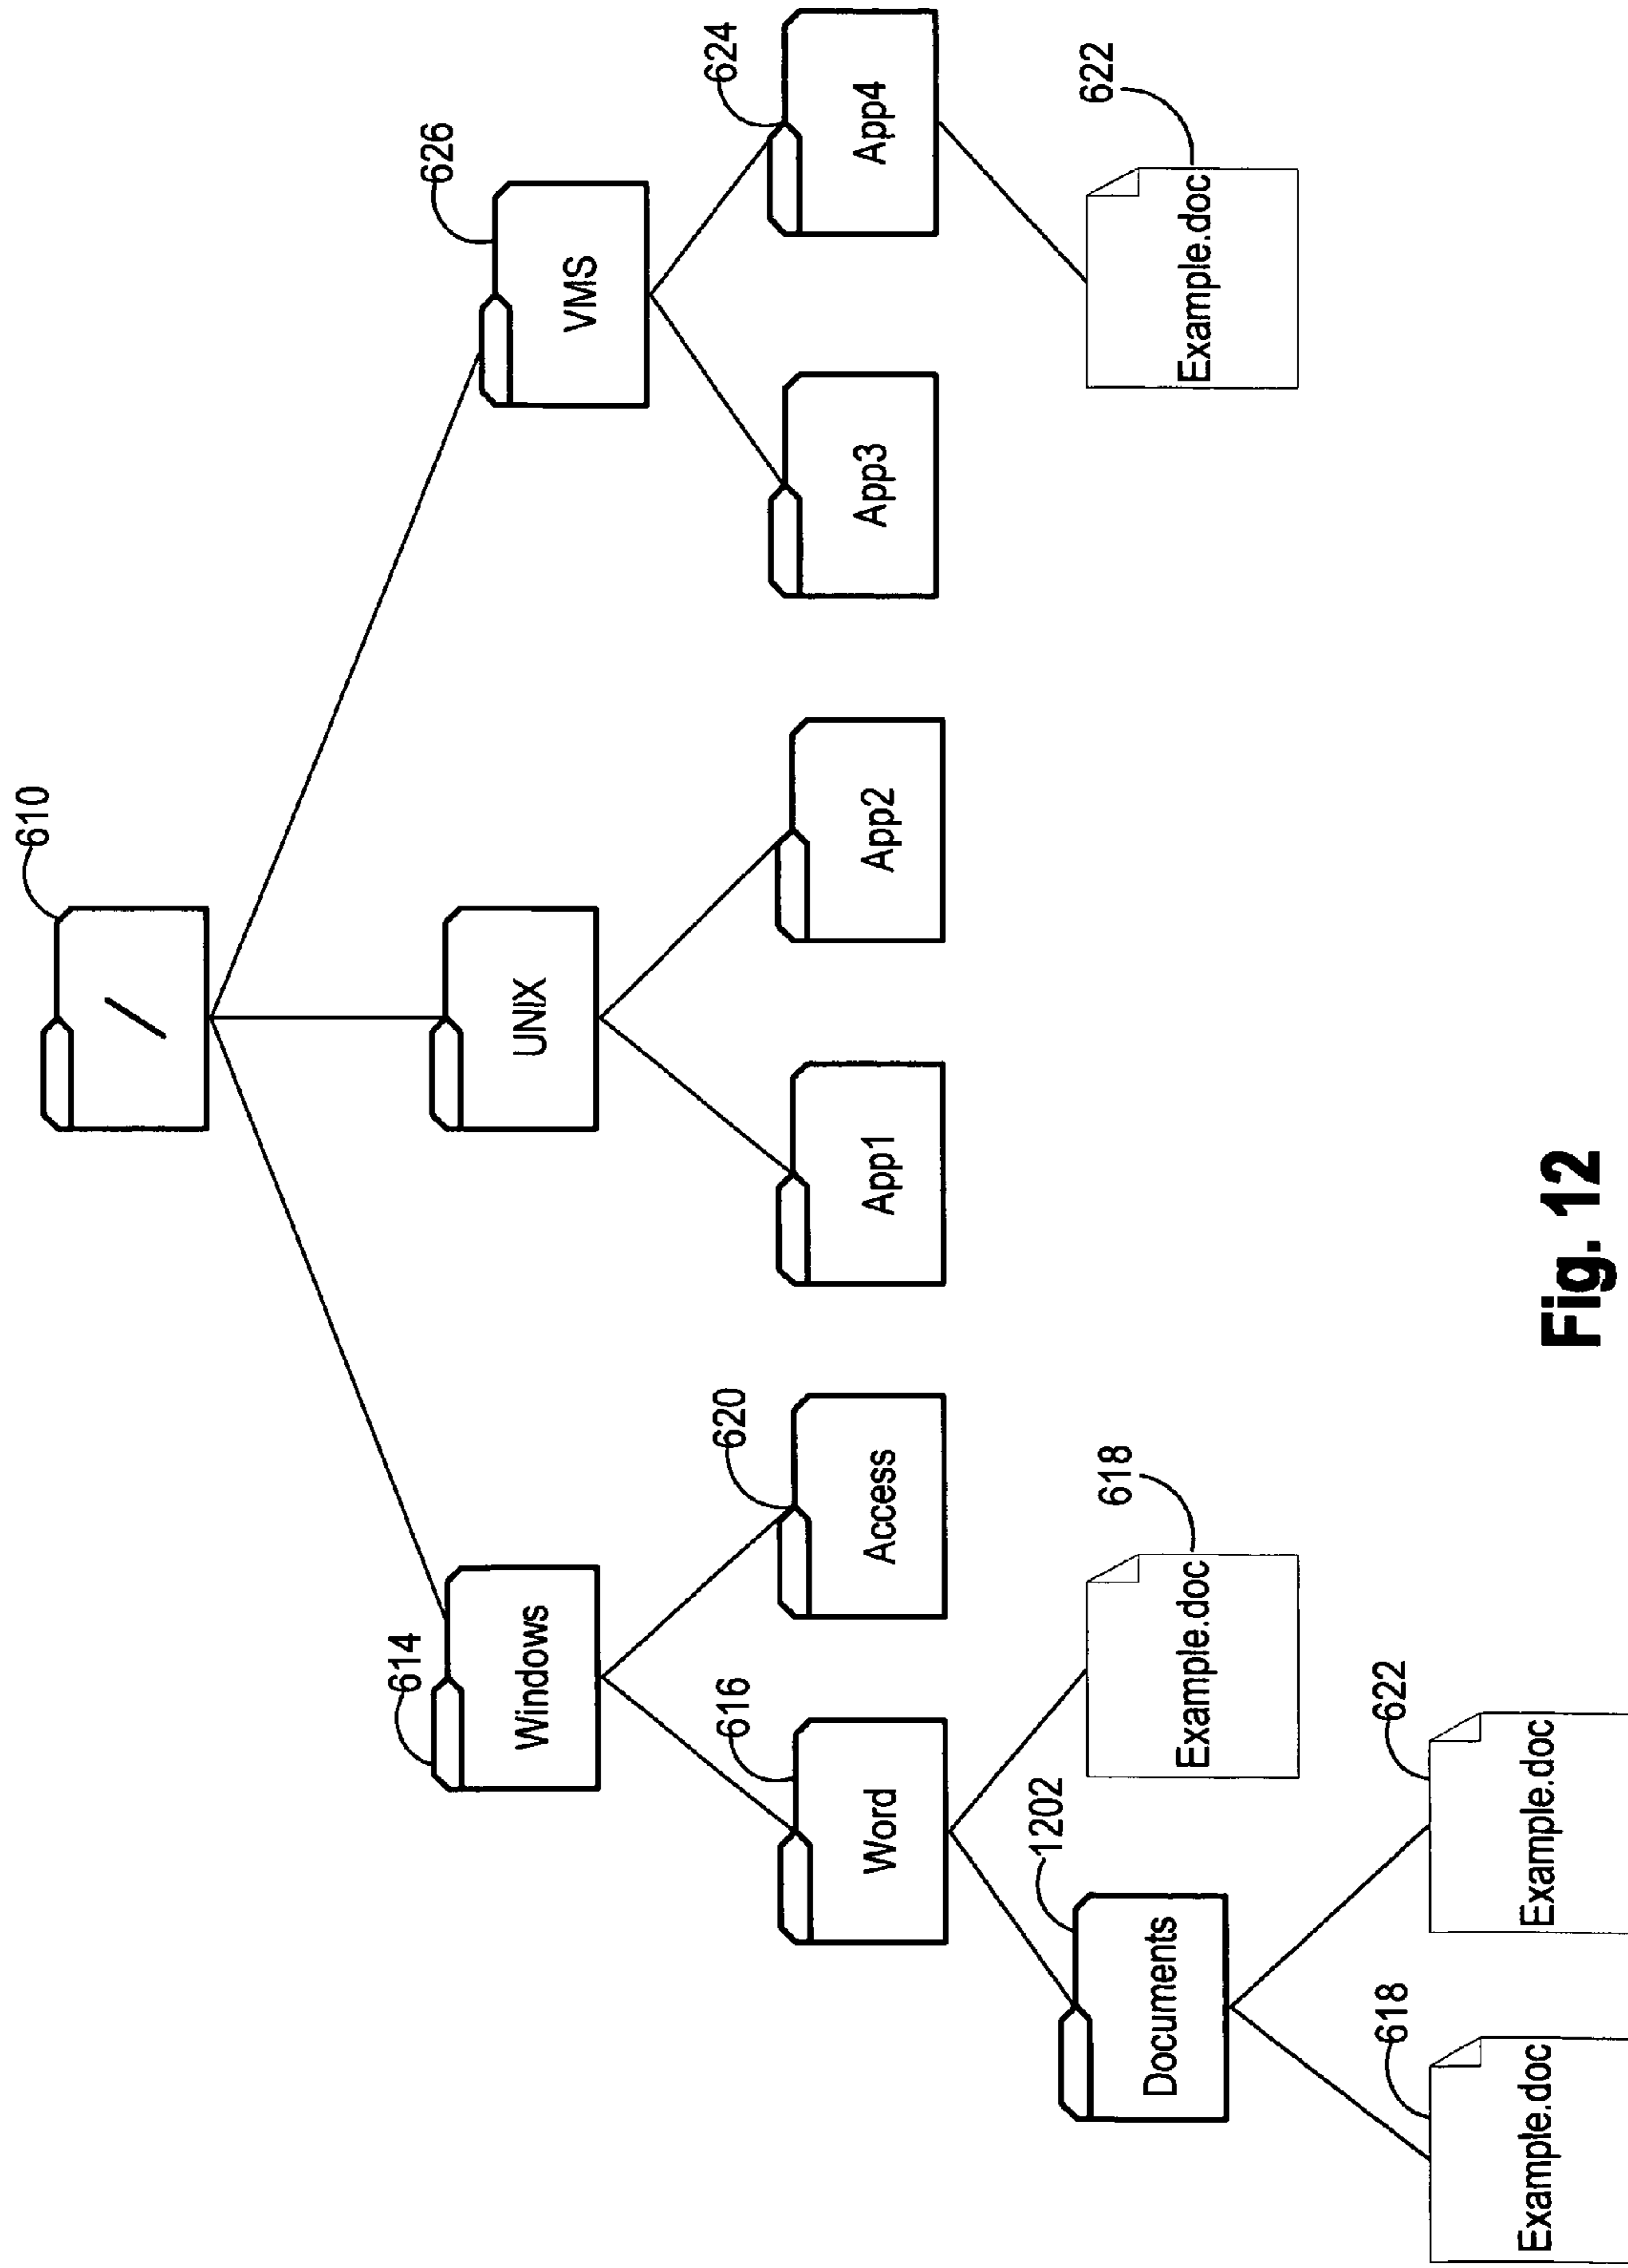 610
/
614
Windows
UNIX
626
VMS
616
Word
620
Access
App1
App2
App3
624
App4
1202
Documents
618
Example.doc
622
Example.doc
618
Example.doc
622
Example.doc
Fig. 12